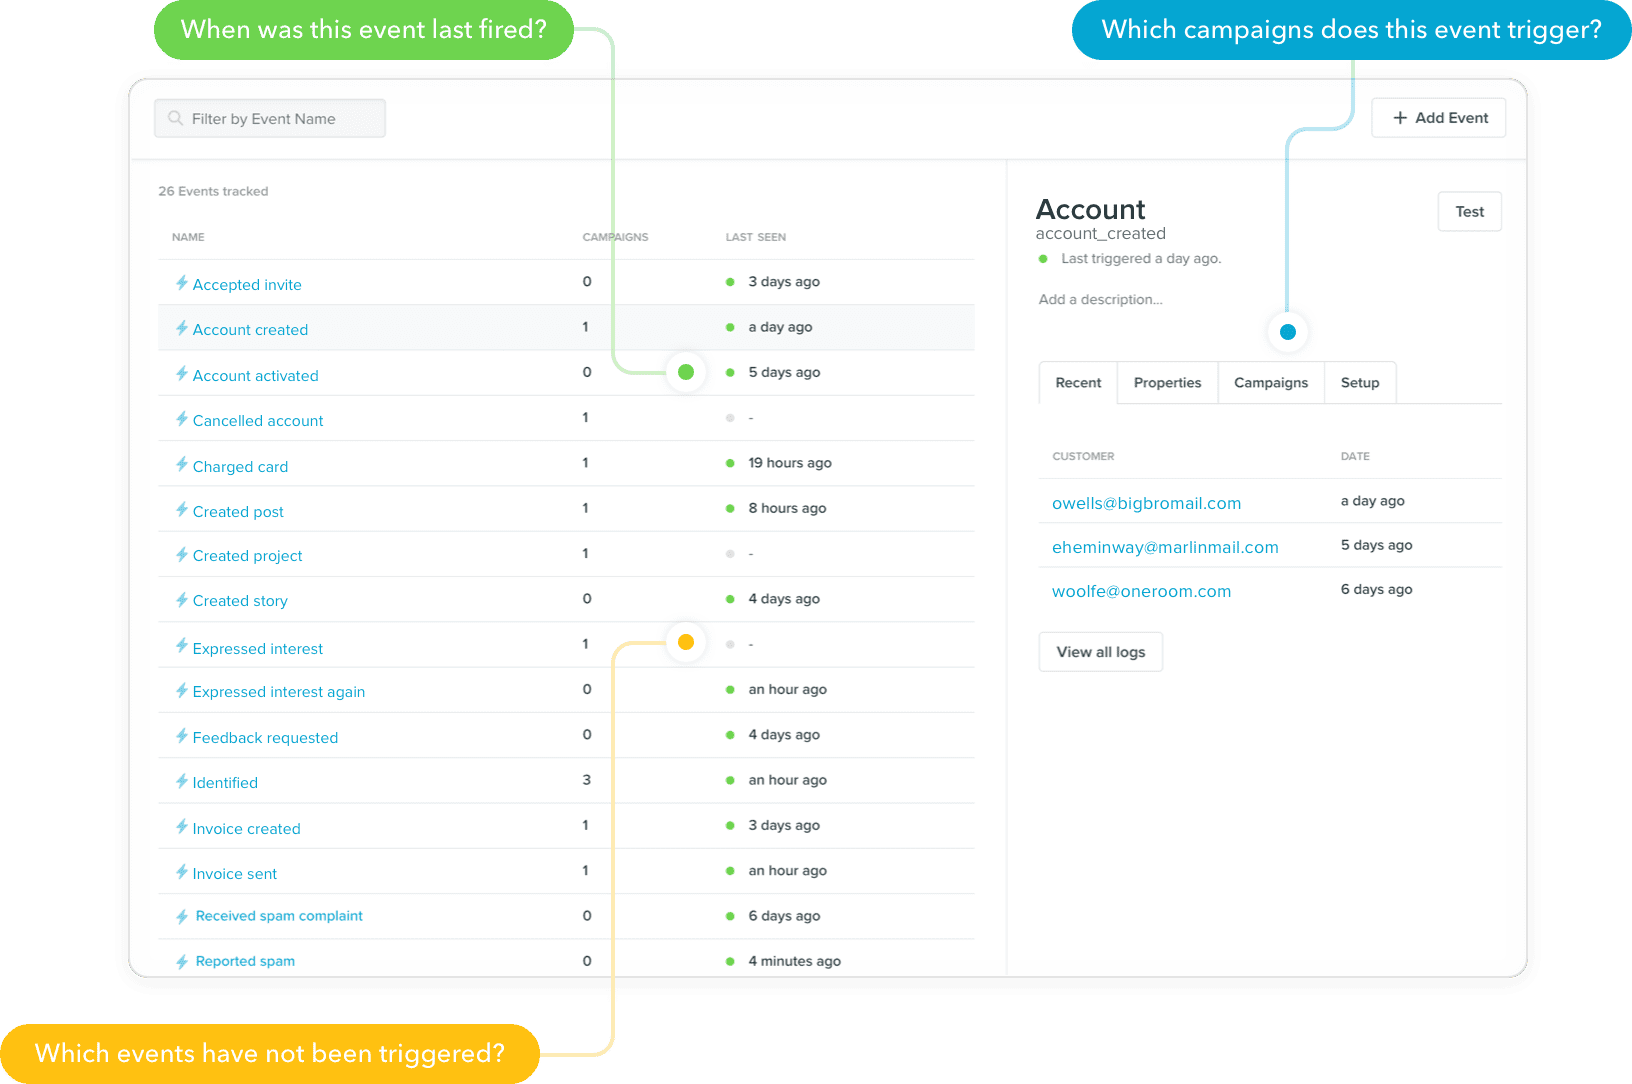 When was this event last fired?
Which campaigns does this event trigger?
Filter by Event Name
+ Add Event
26 Events tracked
NAME CAMPAIGNS LAST SEEN
Accepted invite 0 3 days ago
Account created 1 a day ago
Account activated 0 5 days ago
Cancelled account 1 -
Charged card 1 19 hours ago
Created post 1 8 hours ago
Created project 1 -
Created story 0 4 days ago
Expressed interest 1 -
Expressed interest again 0 an hour ago
Feedback requested 0 4 days ago
Identified 3 an hour ago
Invoice created 1 3 days ago
Invoice sent 1 an hour ago
Received spam complaint 0 6 days ago
Reported spam 0 4 minutes ago
Account
Test
account_created
Last triggered a day ago.
Add a description...
Recent Properties Campaigns Setup
CUSTOMER DATE
owells@bigbromail.com a day ago
eheminway@marlinmail.com 5 days ago
woolfe@oneroom.com 6 days ago
View all logs
Which events have not been triggered?